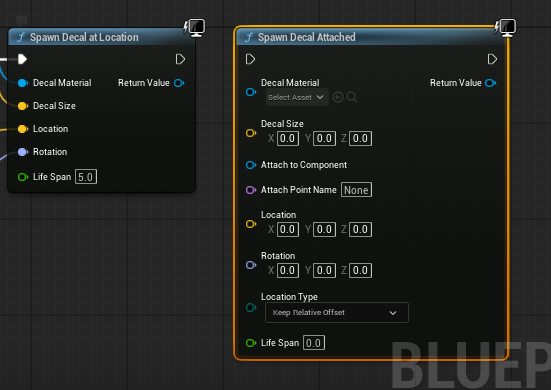 Spawn Decal at Location
Decal Material
Return Value
Decal Size
Location
Rotation
Life Span 5.0
Spawn Decal Attached
Decal Material
Return Value
Select Asset
Decal Size
X 0.0 Y 0.0 Z 0.0
Attach to Component
Attach Point Name None
Location
X 0.0 Y 0.0 Z 0.0
Rotation
X 0.0 Y 0.0 Z 0.0
Location Type
Keep Relative Offset
Life Span 0.0
BLUEP